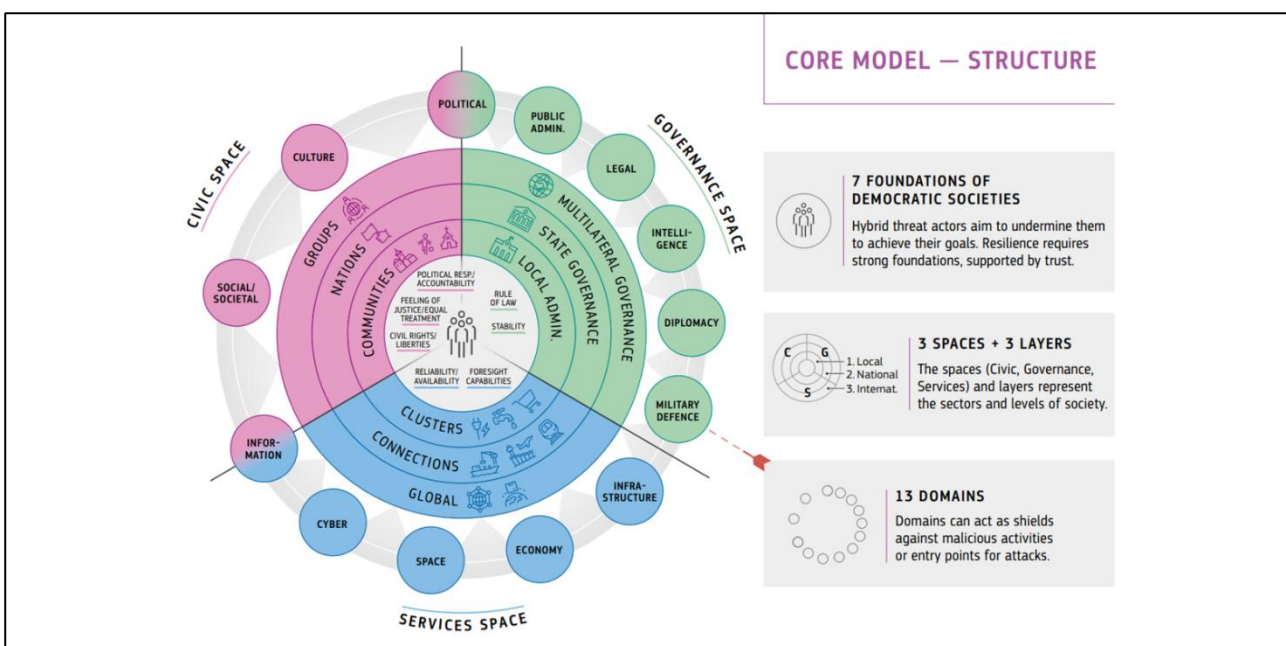 CORE MODEL — STRUCTURE
CIVIC SPACE
GOVERNANCE SPACE
SERVICES SPACE
POLITICAL
PUBLIC
ADMIN.
LEGAL
INTELLI-
GENCE
DIPLOMACY
MILITARY
DEFENCE
INFRA-
STRUCTURE
ECONOMY
SPACE
CYBER
INFOR-
MATION
SOCIAL/
SOCIETAL
CULTURE
GROUPS
NATIONS
COMMUNITIES
MULTILATERAL GOVERNANCE
STATE GOVERNANCE
LOCAL ADMIN.
CLUSTERS
CONNECTIONS
GLOBAL
POLITICAL RESP/
ACCOUNTABILITY
FEELING OF
JUSTICE/EQUAL
TREATMENT
CIVIL RIGHTS/
LIBERTIES
RULE
OF LAW
STABILITY
RELIABILITY/
AVAILABILITY
FORESIGHT
CAPABILITIES
7 FOUNDATIONS OF
DEMOCRATIC SOCIETIES
Hybrid threat actors aim to undermine them
to achieve their goals. Resilience requires
strong foundations, supported by trust.
C
G
S
1. Local
2. National
3. Internat.
3 SPACES + 3 LAYERS
The spaces (Civic, Governance,
Services) and layers represent
the sectors and levels of society.
13 DOMAINS
Domains can act as shields
against malicious activities
or entry points for attacks.